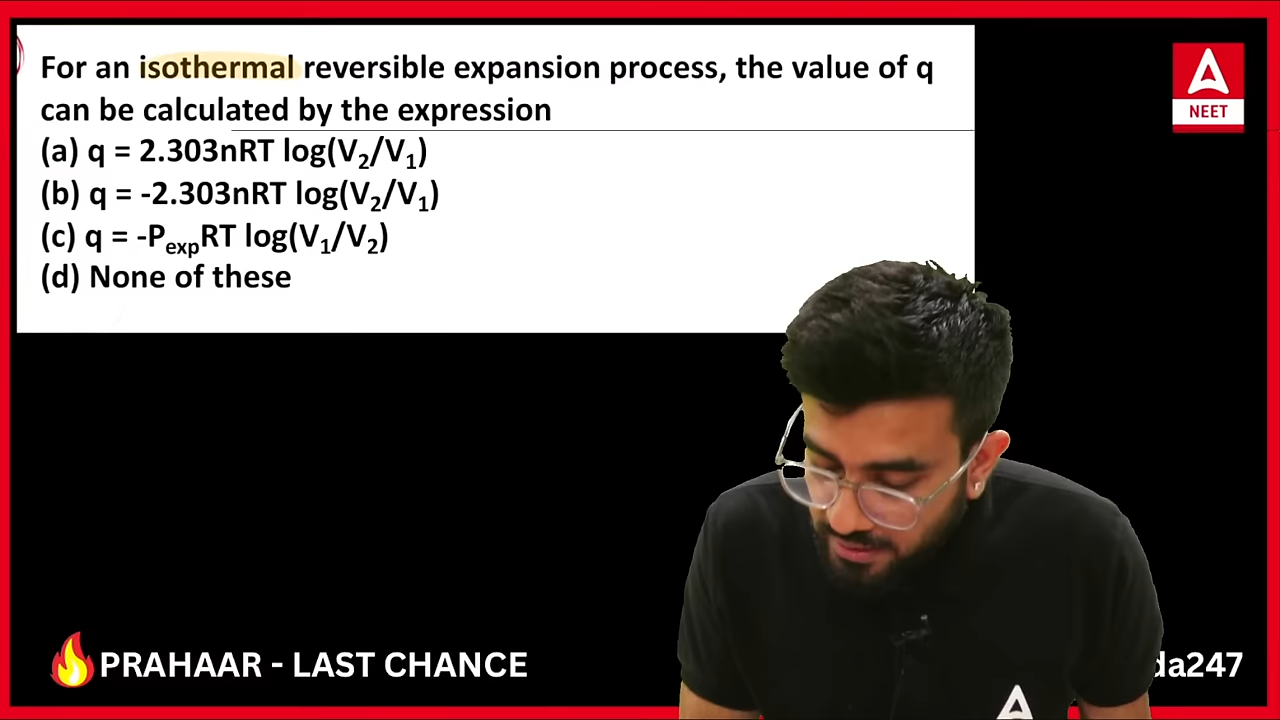 For an isothermal reversible expansion process, the value of q
can be calculated by the expression
(a) q = 2.303nRT log(V₂/V₁)
(b) q = -2.303nRT log(V₂/V₁)
(c) q = -PₑₓₚRT log(V₁/V₂)
(d) None of these
A
NEET
PRAHAAR - LAST CHANCE
da247